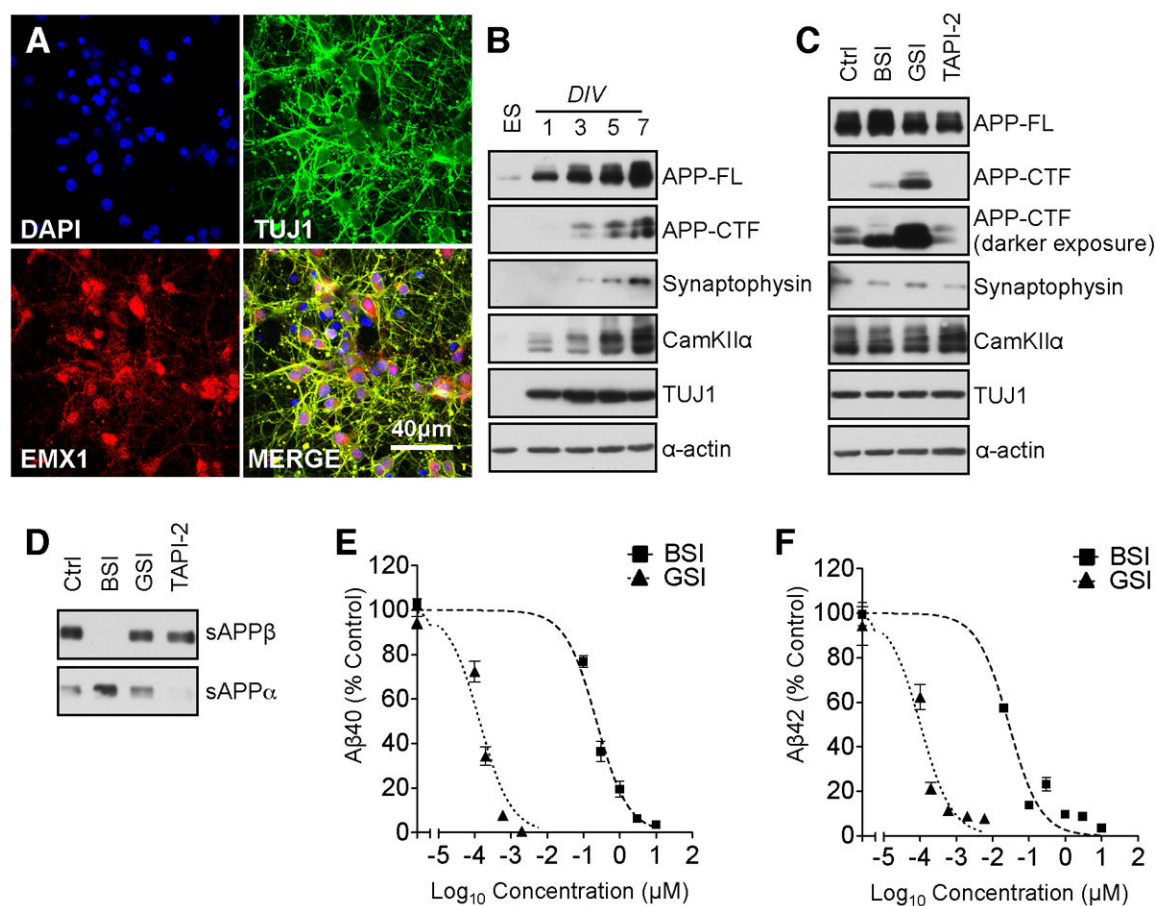 A
DAPI
TUJ1
EMX1
MERGE
40μm
B
DIV
ES 1 3 5 7
APP-FL
APP-CTF
Synaptophysin
CamKIIα
TUJ1
α-actin
C
Ctrl BSI GSI TAPI-2
APP-FL
APP-CTF
APP-CTF
(darker exposure)
Synaptophysin
CamKIIα
TUJ1
α-actin
D
Ctrl BSI GSI TAPI-2
sAPPβ
sAPPα
E
BSI
GSI
Aβ40 (% Control)
120
100
80
60
40
20
0
-5 -4 -3 -2 -1 0 1 2
Log10 Concentration (μM)
F
BSI
GSI
Aβ42 (% Control)
120
100
80
60
40
20
0
-5 -4 -3 -2 -1 0 1 2
Log10 Concentration (μM)